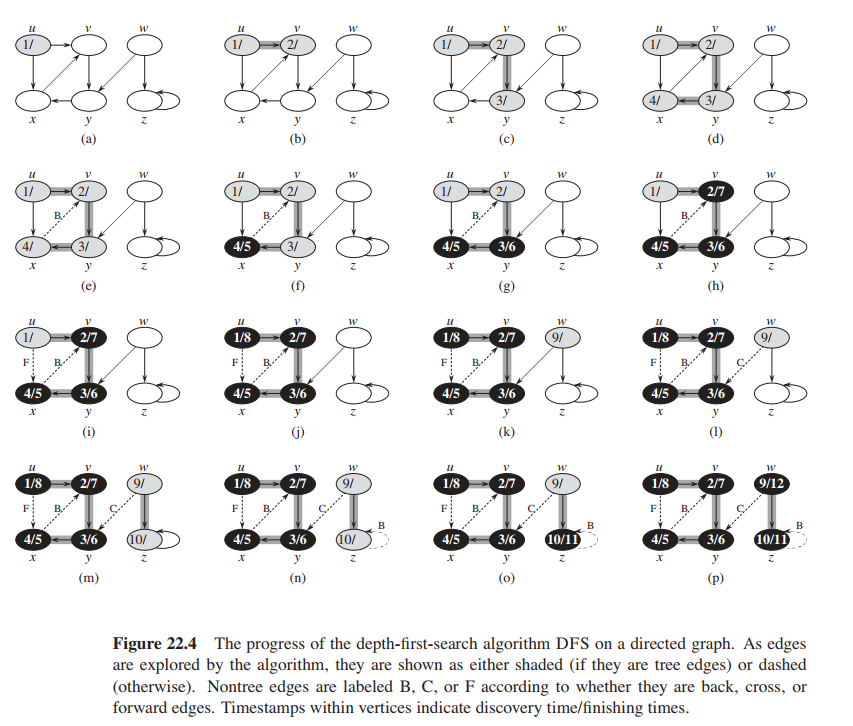 u v w u v w u v w u v w
1/ 1/ 2/ 1/ 2/ 1/ 2/
3/ 4/ 3/
x y z x y z x y z x y z
(a) (b) (c) (d)
u v w u v w u v w u v w
1/ 2/ 1/ 2/ 1/ 2/ 1/ 2/7
B B B B
4/ 3/ 4/5 3/ 4/5 3/6 4/5 3/6
x y z x y z x y z x y z
(e) (f) (g) (h)
u v w u v w u v w u v w
1/ 2/7 1/8 2/7 1/8 2/7 9/ 1/8 2/7 9/
F B F B F B F B C
4/5 3/6 4/5 3/6 4/5 3/6 4/5 3/6
x y z x y z x y z x y z
(i) (j) (k) (l)
u v w u v w u v w u v w
1/8 2/7 9/ 1/8 2/7 9/ 1/8 2/7 9/ 1/8 2/7 9/12
F B C F B C F B C F B C
B B B
4/5 3/6 10/ 4/5 3/6 10/ 4/5 3/6 10/11 4/5 3/6 10/11
x y z x y z x y z x y z
(m) (n) (o) (p)
Figure 22.4 The progress of the depth-first-search algorithm DFS on a directed graph. As edges
are explored by the algorithm, they are shown as either shaded (if they are tree edges) or dashed
(otherwise). Nontree edges are labeled B, C, or F according to whether they are back, cross, or
forward edges. Timestamps within vertices indicate discovery time/finishing times.